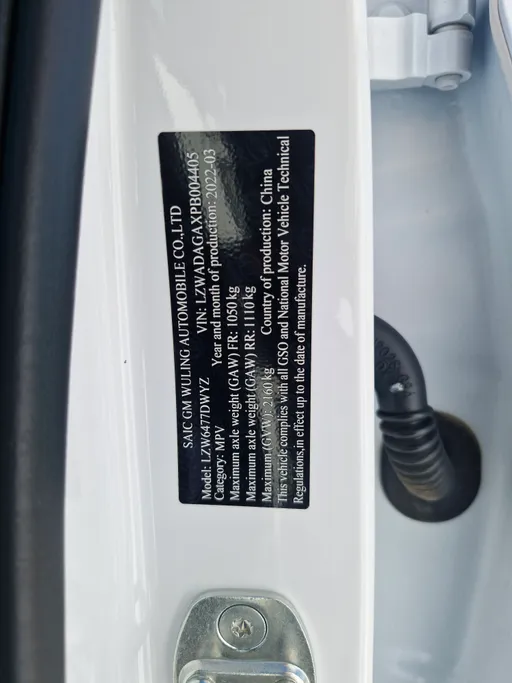 SAIC GM WULING AUTOMOBILE CO.,LTD
Model: LZW6477DWYZ VIN: LZWADAGAXPB004405
Category: MPV Year and month of production: 2022-03
Maximum axle weight (GAW) FR: 1050 kg
Maximum axle weight (GAW) RR: 1110 kg
Maximum (GVW): 2160 kg Country of production: China
This vehicle complies with all GSO and National Motor Vehicle Technical
Regulations,in effect up to the date of manufacture.